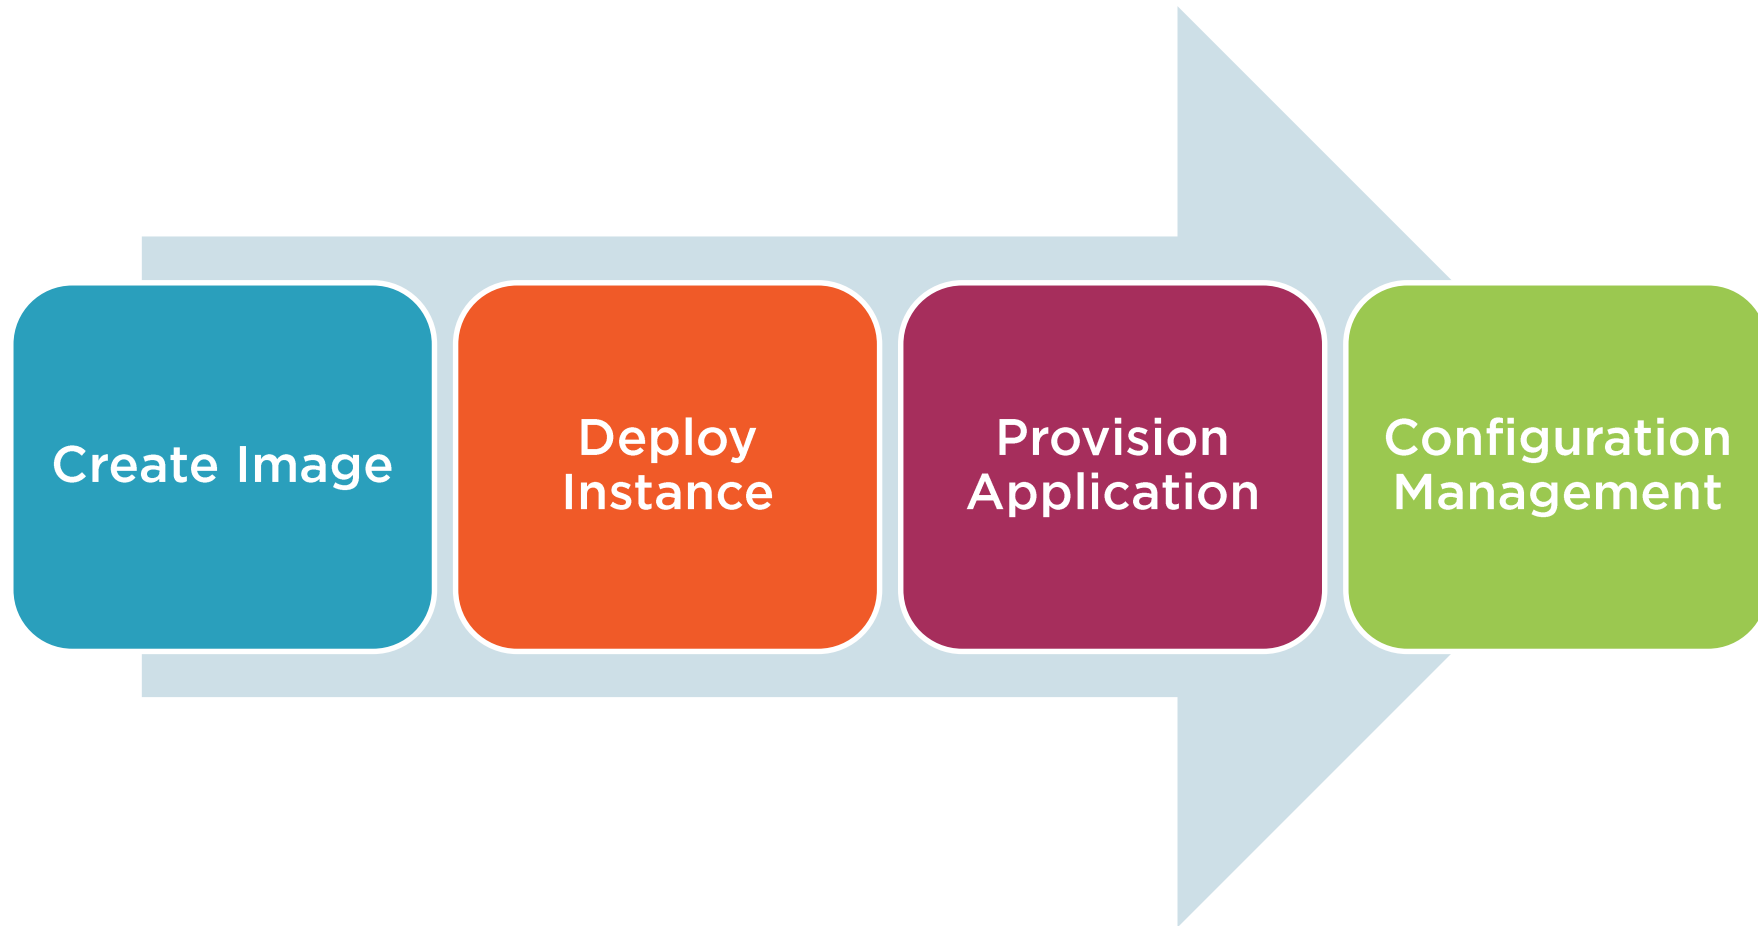 Create Image
Deploy
Instance
Provision
Application
Configuration
Management